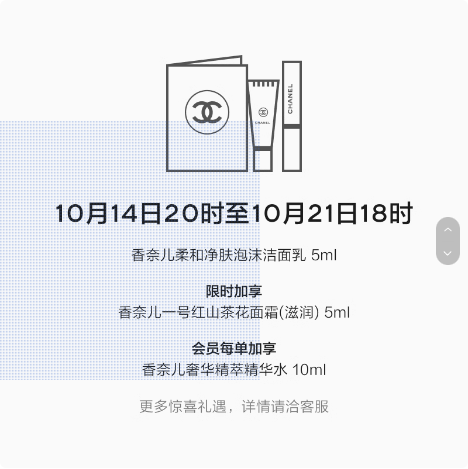 CHANEL
CHANEL
10月14日20时至10月21日18时
香奈儿柔和净肤泡沫洁面乳 5ml
限时加享
香奈儿一号红山茶花面霜(滋润) 5ml
会员每单加享
香奈儿奢华精萃精华水 10ml
更多惊喜礼遇，详情请洽客服